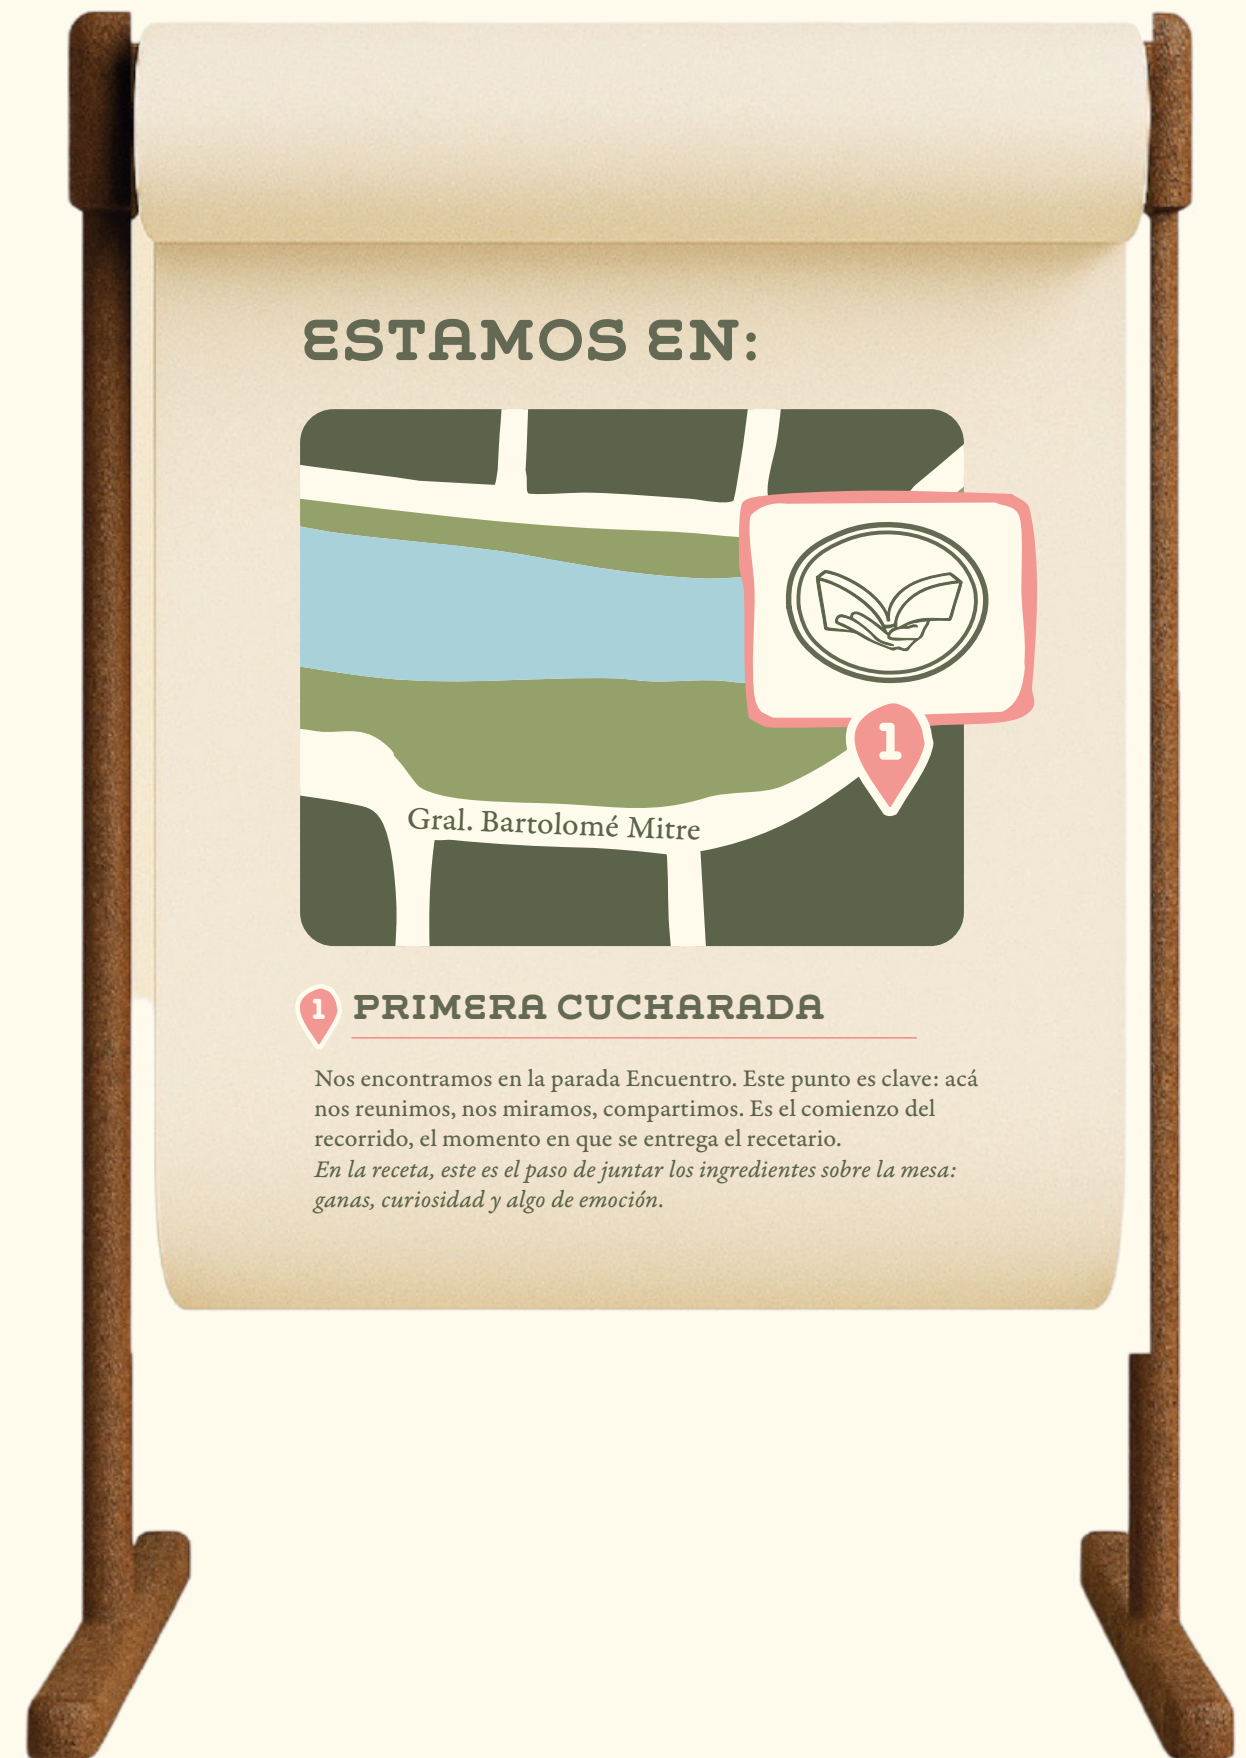 ESTAMOS EN:
1
Gral. Bartolomé Mitre
1 PRIMERA CUCHARADA
Nos encontramos en la parada Encuentro. Este punto es clave: acá
nos reunimos, nos miramos, compartimos. Es el comienzo del
recorrido, el momento en que se entrega el recetario.
En la receta, este es el paso de juntar los ingredientes sobre la mesa:
ganas, curiosidad y algo de emoción.